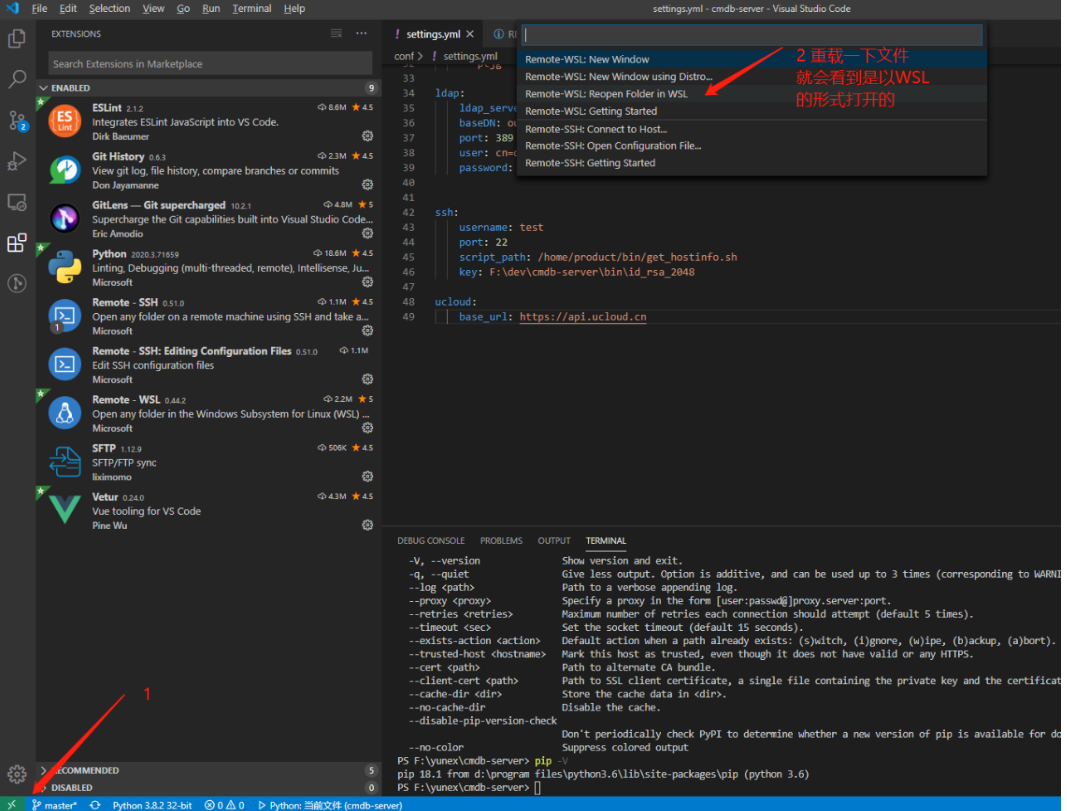 File Edit Selection View Go Run Terminal Help
settings.yml - cmdb-server - Visual Studio Code
EXTENSIONS
Search Extensions in Marketplace
ENABLED 9
ESLint 2.1.2 8.6M 4.5
Integrates ESLint JavaScript into VS Code.
Dirk Baeumer
Git History 0.6.3 2.3M 4.5
View git log, file history, compare branches or commits
Don Jayamanne
GitLens — Git supercharged 10.2.1 4.8M 5
Supercharge the Git capabilities built into Visual Studio Code...
Eric Amodio
Python 2020.3.71659 18.6M 4.5
Linting, Debugging (multi-threaded, remote), Intellisense, Ju...
Microsoft
Remote - SSH 0.51.0 1.1M 4.5
Open any folder on a remote machine using SSH and take a...
Microsoft
Remote - SSH: Editing Configuration Files 0.51.0 1.1M
Edit SSH configuration files
Microsoft
Remote - WSL 0.44.2 2.2M 5
Open any folder in the Windows Subsystem for Linux (WSL) ...
Microsoft
SFTP 1.12.9 506K 4.5
SFTP/FTP sync
liximomo
Vetur 0.24.0 4.3M 4.5
Vue tooling for VS Code
Pine Wu
RECOMMENDED 5
DISABLED 0
1
2
ES
Lint
1
! settings.yml
conf > ! settings.yml
Remote-WSL: New Window
Remote-WSL: New Window using Distro...
Remote-WSL: Reopen Folder in WSL
Remote-WSL: Getting Started
Remote-SSH: Connect to Host...
Remote-SSH: Open Configuration File...
Remote-SSH: Getting Started
2 重载一下文件
就会看到是以WSL
的形式打开的
33
34 ldap:
35 ldap_serve
36 baseDN: ou
37 port: 389
38 user: cn=
39 password:
40
41
42 ssh:
43 username: test
44 port: 22
45 script_path: /home/product/bin/get_hostinfo.sh
46 key: F:\dev\cmdb-server\bin\id_rsa_2048
47
48 ucloud:
49 base_url: https://api.ucloud.cn
DEBUG CONSOLE PROBLEMS OUTPUT TERMINAL
-V, --version Show version and exit.
-q, --quiet Give less output. Option is additive, and can be used up to 3 times (corresponding to WARNI
--log <path> Path to a verbose appending log.
--proxy <proxy> Specify a proxy in the form [user:passwd@]proxy.server:port.
--retries <retries> Maximum number of retries each connection should attempt (default 5 times).
--timeout <sec> Set the socket timeout (default 15 seconds).
--exists-action <action> Default action when a path already exists: (s)witch, (i)gnore, (w)ipe, (b)ackup, (a)bort).
--trusted-host <hostname> Mark this host as trusted, even though it does not have valid or any HTTPS.
--cert <path> Path to alternate CA bundle.
--client-cert <path> Path to SSL client certificate, a single file containing the private key and the certificat
--cache-dir <dir> Store the cache data in <dir>.
--no-cache-dir Disable the cache.
--disable-pip-version-check
Don't periodically check PyPI to determine whether a new version of pip is available for do
--no-color Suppress colored output
PS F:\yunex\cmdb-server> pip -V
pip 18.1 from d:\program files\python3.6\lib\site-packages\pip (python 3.6)
PS F:\yunex\cmdb-server>
master* Python 3.8.2 32-bit 0 0 Python: 当前文件 (cmdb-server)